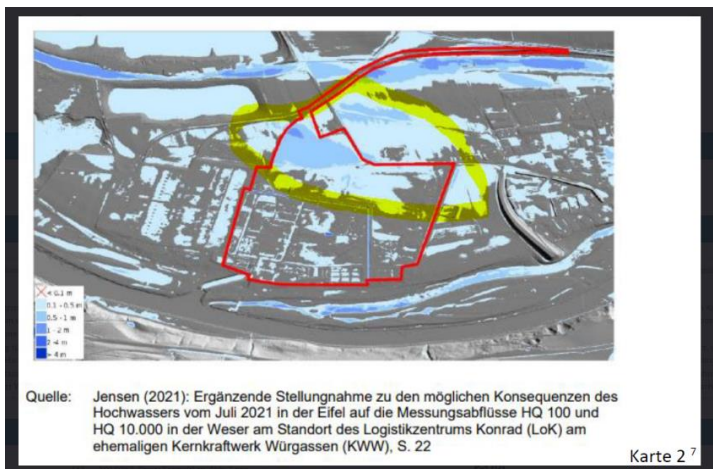 < 0,1 m
0,1 - 0,5 m
0,5 - 1 m
1 - 2 m
2-4 m
> 4 m
Quelle: Jensen (2021): Ergänzende Stellungnahme zu den möglichen Konsequenzen des
Hochwassers vom Juli 2021 in der Eifel auf die Messungsabflüsse HQ 100 und
HQ 10.000 in der Weser am Standort des Logistikzentrums Konrad (LoK) am
ehemaligen Kernkraftwerk Würgassen (KWW), S. 22
Karte 2 7